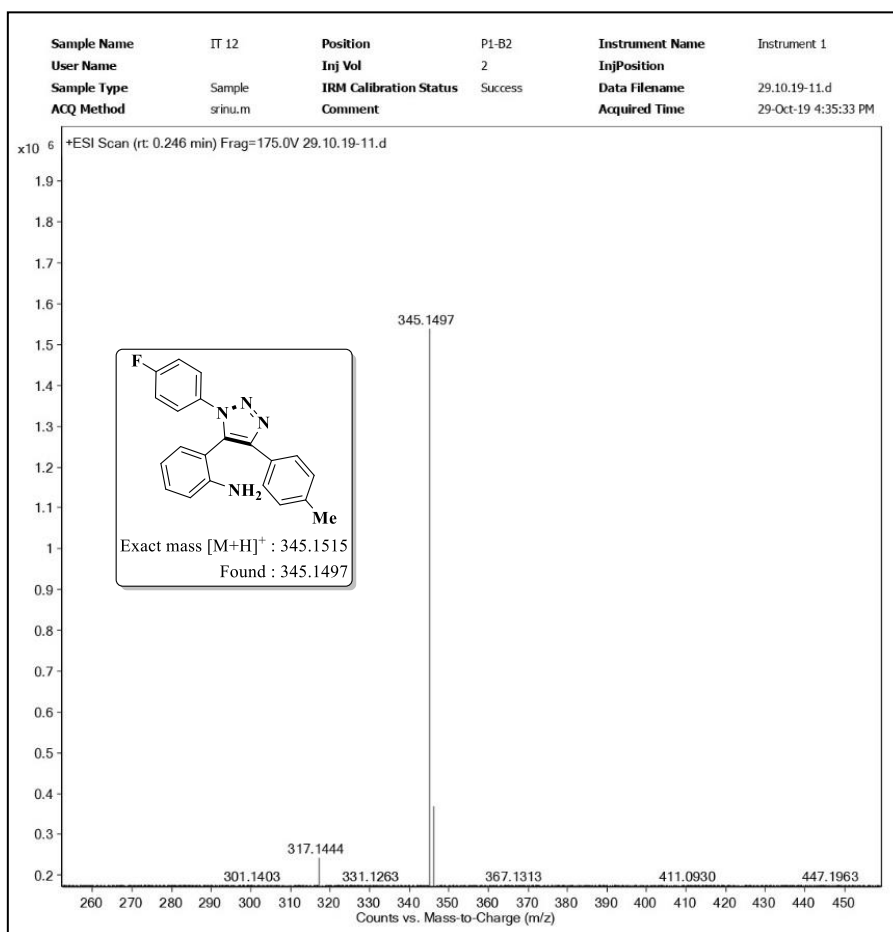 Sample Name IT 12 Position P1-B2 Instrument Name Instrument 1
User Name Inj Vol 2 InjPosition
Sample Type Sample IRM Calibration Status Success Data Filename 29.10.19-11.d
ACQ Method srinu.m Comment Acquired Time 29-Oct-19 4:35:33 PM
x10 6 +ESI Scan (rt: 0.246 min) Frag=175.0V 29.10.19-11.d
1.9
1.8
1.7
1.6
345.1497
1.5
1.4
F
1.3
N N N
1.2
NH2
1.1
Me
1
Exact mass [M+H]+ : 345.1515
Found : 345.1497
0.9
0.8
0.7
0.6
0.5
0.4
0.3
317.1444
0.2
301.1403 331.1263 367.1313 411.0930 447.1963
260 270 280 290 300 310 320 330 340 350 360 370 380 390 400 410 420 430 440 450
Counts vs. Mass-to-Charge (m/z)